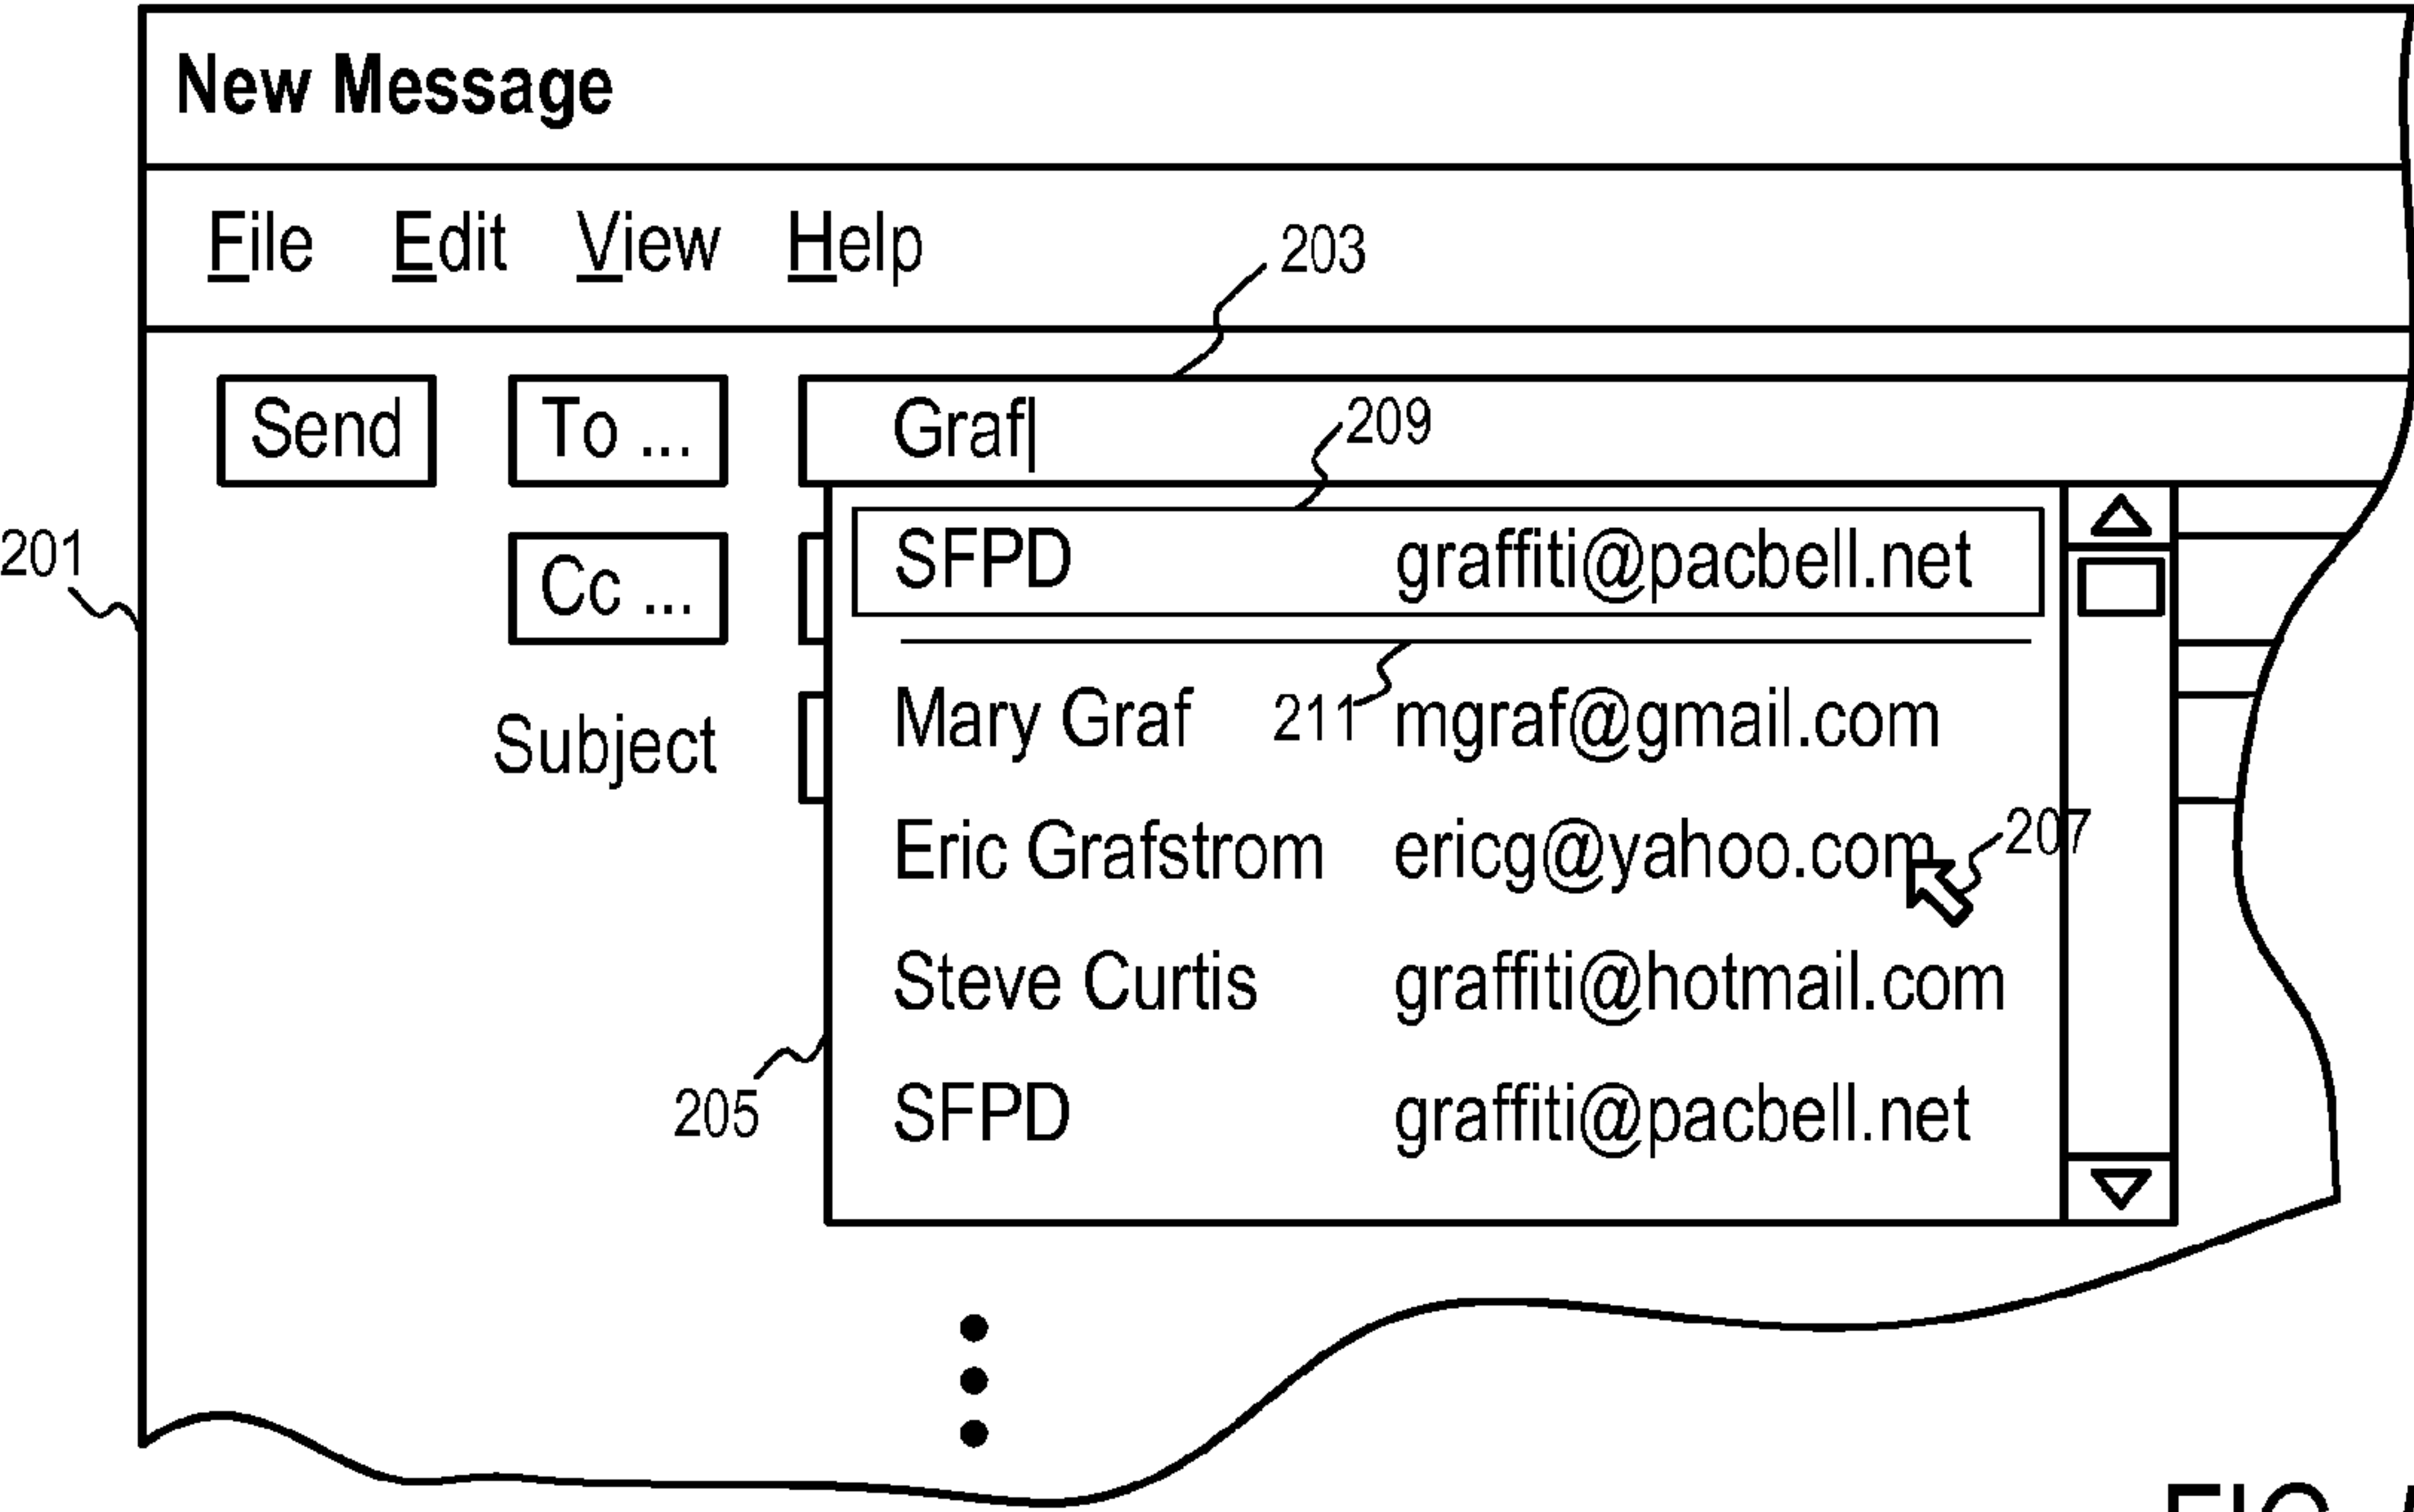 New Message
File Edit View Help
203
Send To ... Graf
209
SFPD graffiti@pacbell.net
201
Cc ...
Mary Graf 211 mgraf@gmail.com
Subject
Eric Grafstrom ericg@yahoo.com 207
Steve Curtis graffiti@hotmail.com
205 SFPD graffiti@pacbell.net